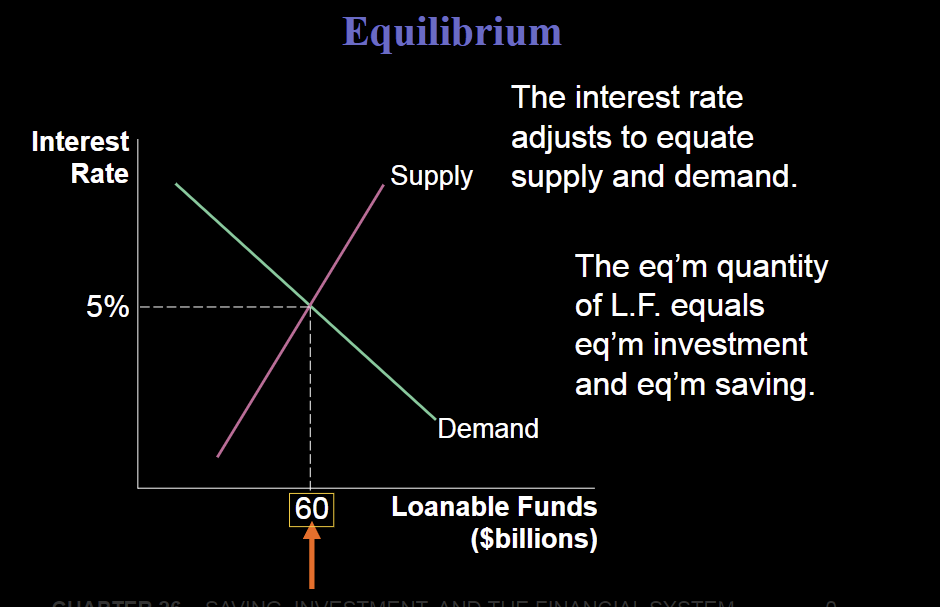 Equilibrium
The interest rate
adjusts to equate
supply and demand.
Interest
Rate
Supply
The eq’m quantity
of L.F. equals
eq’m investment
and eq’m saving.
5%
Demand
60
Loanable Funds
($billions)
CHAPTER 26 SAVING, INVESTMENT, AND THE FINANCIAL SYSTEM